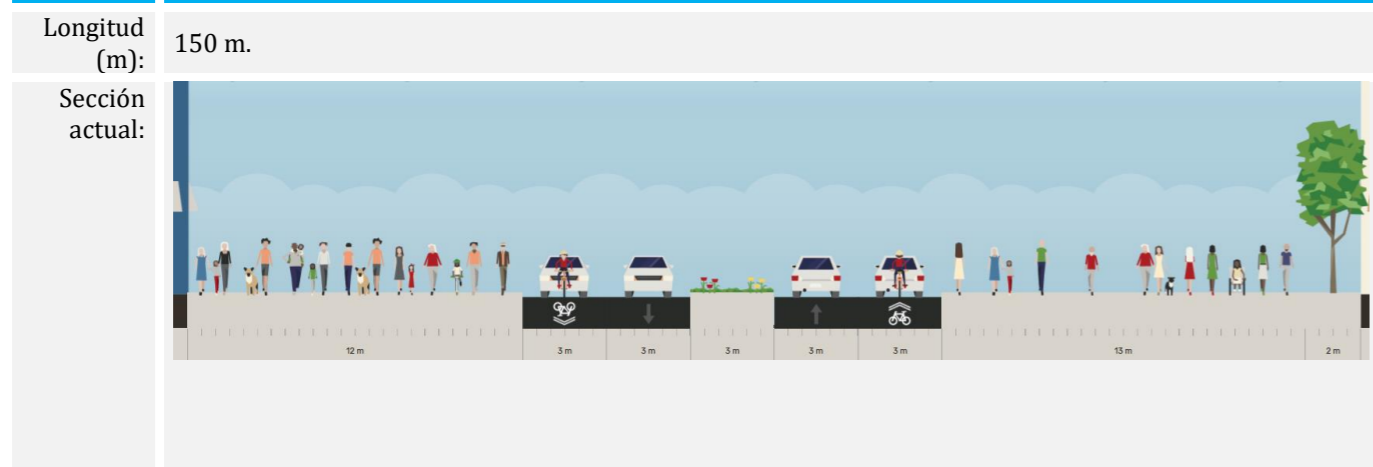 Longitud
(m):
150 m.
Sección
actual:
12 m
3 m
3 m
3 m
3 m
3 m
13 m
2 m